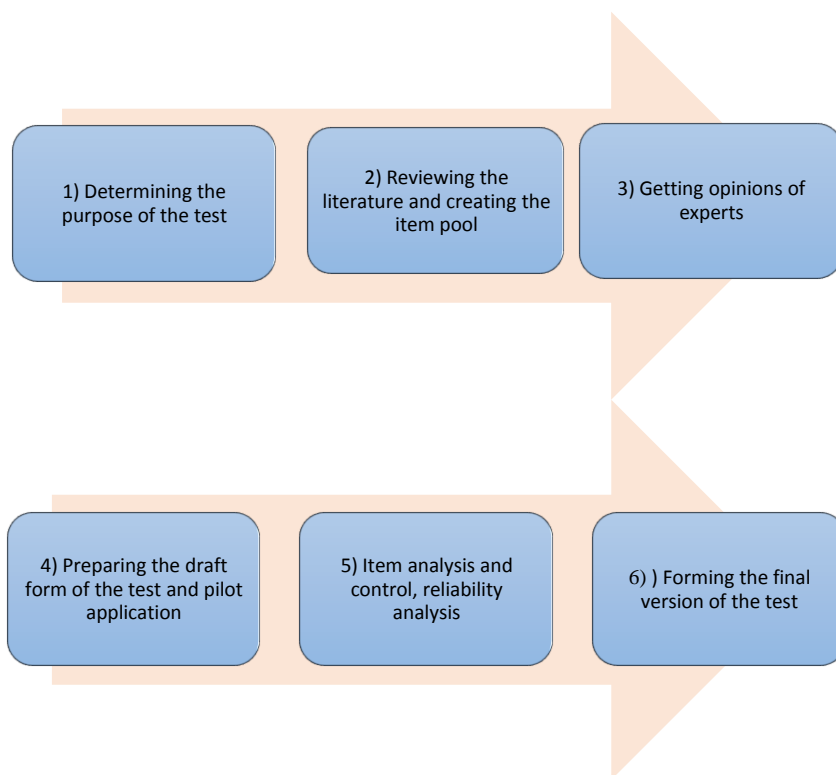 1) Determining the
purpose of the test
2) Reviewing the
literature and creating the
item pool
3) Getting opinions of
experts
4) Preparing the draft
form of the test and pilot
application
5) Item analysis and
control, reliability
analysis
6) ) Forming the final
version of the test